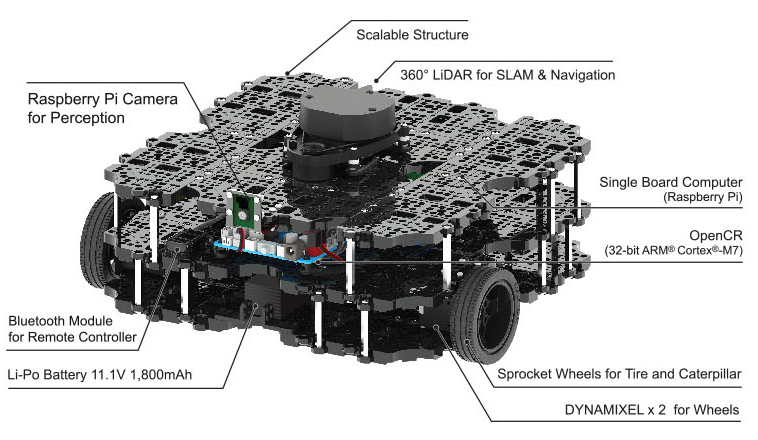 Scalable Structure
360° LiDAR for SLAM & Navigation
Raspberry Pi Camera
for Perception
Single Board Computer
(Raspberry Pi)
OpenCR
(32-bit ARM® Cortex®-M7)
Bluetooth Module
for Remote Controller
Li-Po Battery 11.1V 1,800mAh
Sprocket Wheels for Tire and Caterpillar
DYNAMIXEL x 2 for Wheels